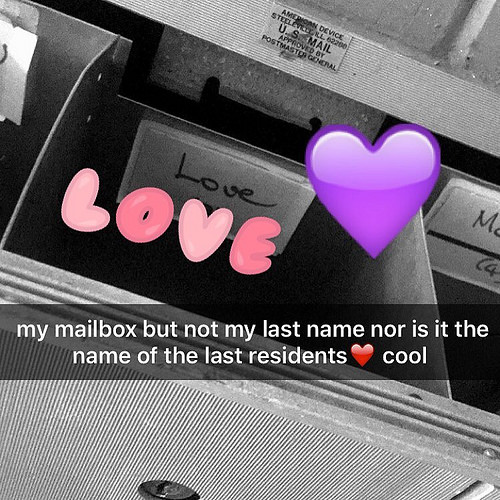 AMERICAN DEVICE
STEELEVILLE, ILL. 62288
U.S. MAIL
APPROVED BY
POSTMASTER GENERAL
Love
LOVE
my mailbox but not my last name nor is it the
name of the last residents❤️ cool